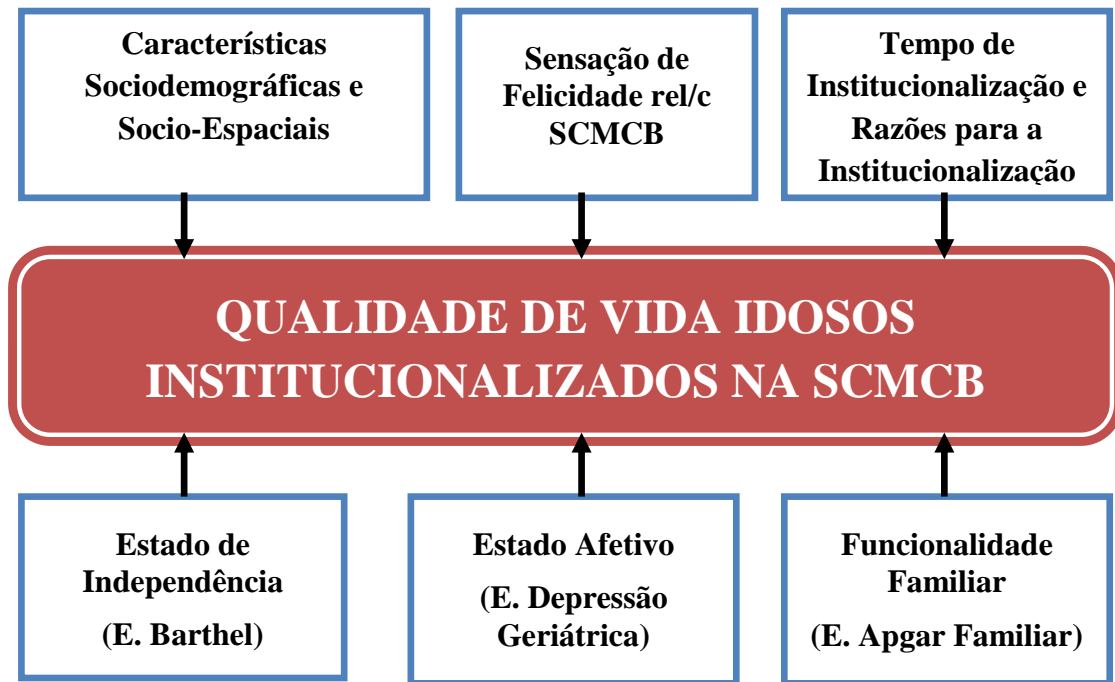 Características
Sociodemográficas e
Socio-Espaciais
Sensação de
Felicidade rel/c
SCMCB
Tempo de
Institucionalização e
Razões para a
Institucionalização
QUALIDADE DE VIDA IDOSOS
INSTITUCIONALIZADOS NA SCMCB
Estado de
Independência
(E. Barthel)
Estado Afetivo
(E. Depressão
Geriátrica)
Funcionalidade
Familiar
(E. Apgar Familiar)